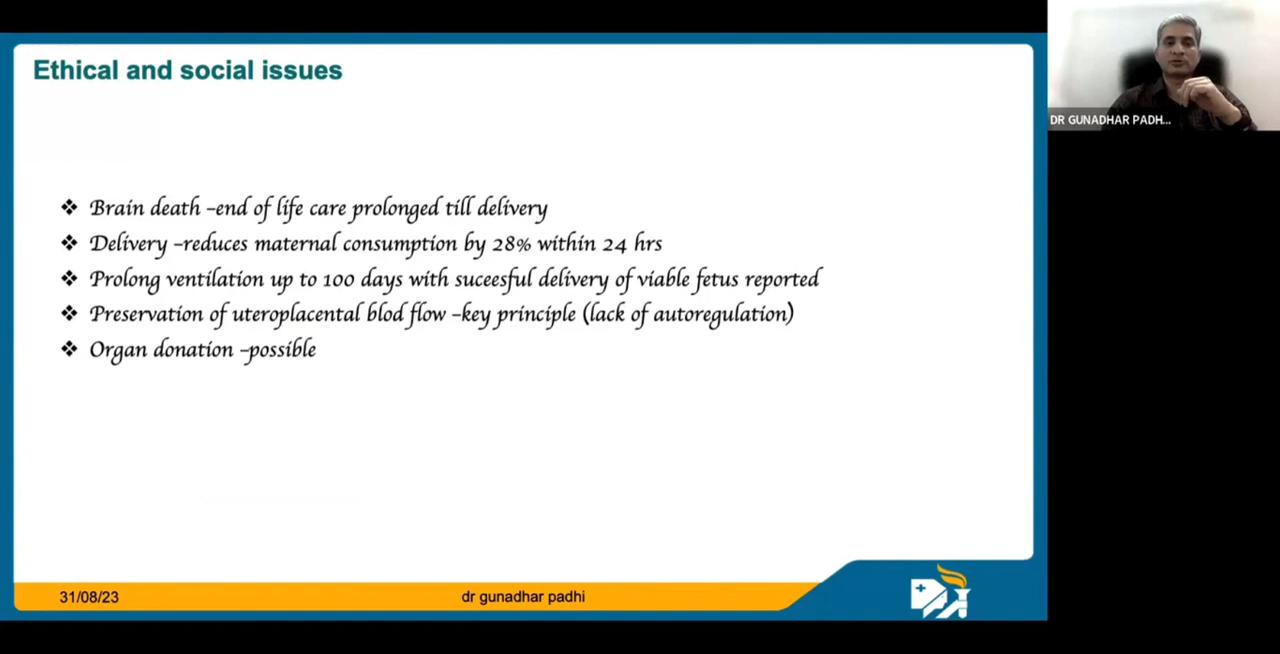 Ethical and social issues
DR GUNADHAR PADH...
❖ Brain death –end of life care prolonged till delivery
❖ Delivery –reduces maternal consumption by 28% within 24 hrs
❖ Prolong ventilation up to 100 days with suceesful delivery of viable fetus reported
❖ Preservation of uteroplacental blod flow –key principle (lack of autoregulation)
❖ Organ donation –possible
31/08/23
dr gunadhar padhi